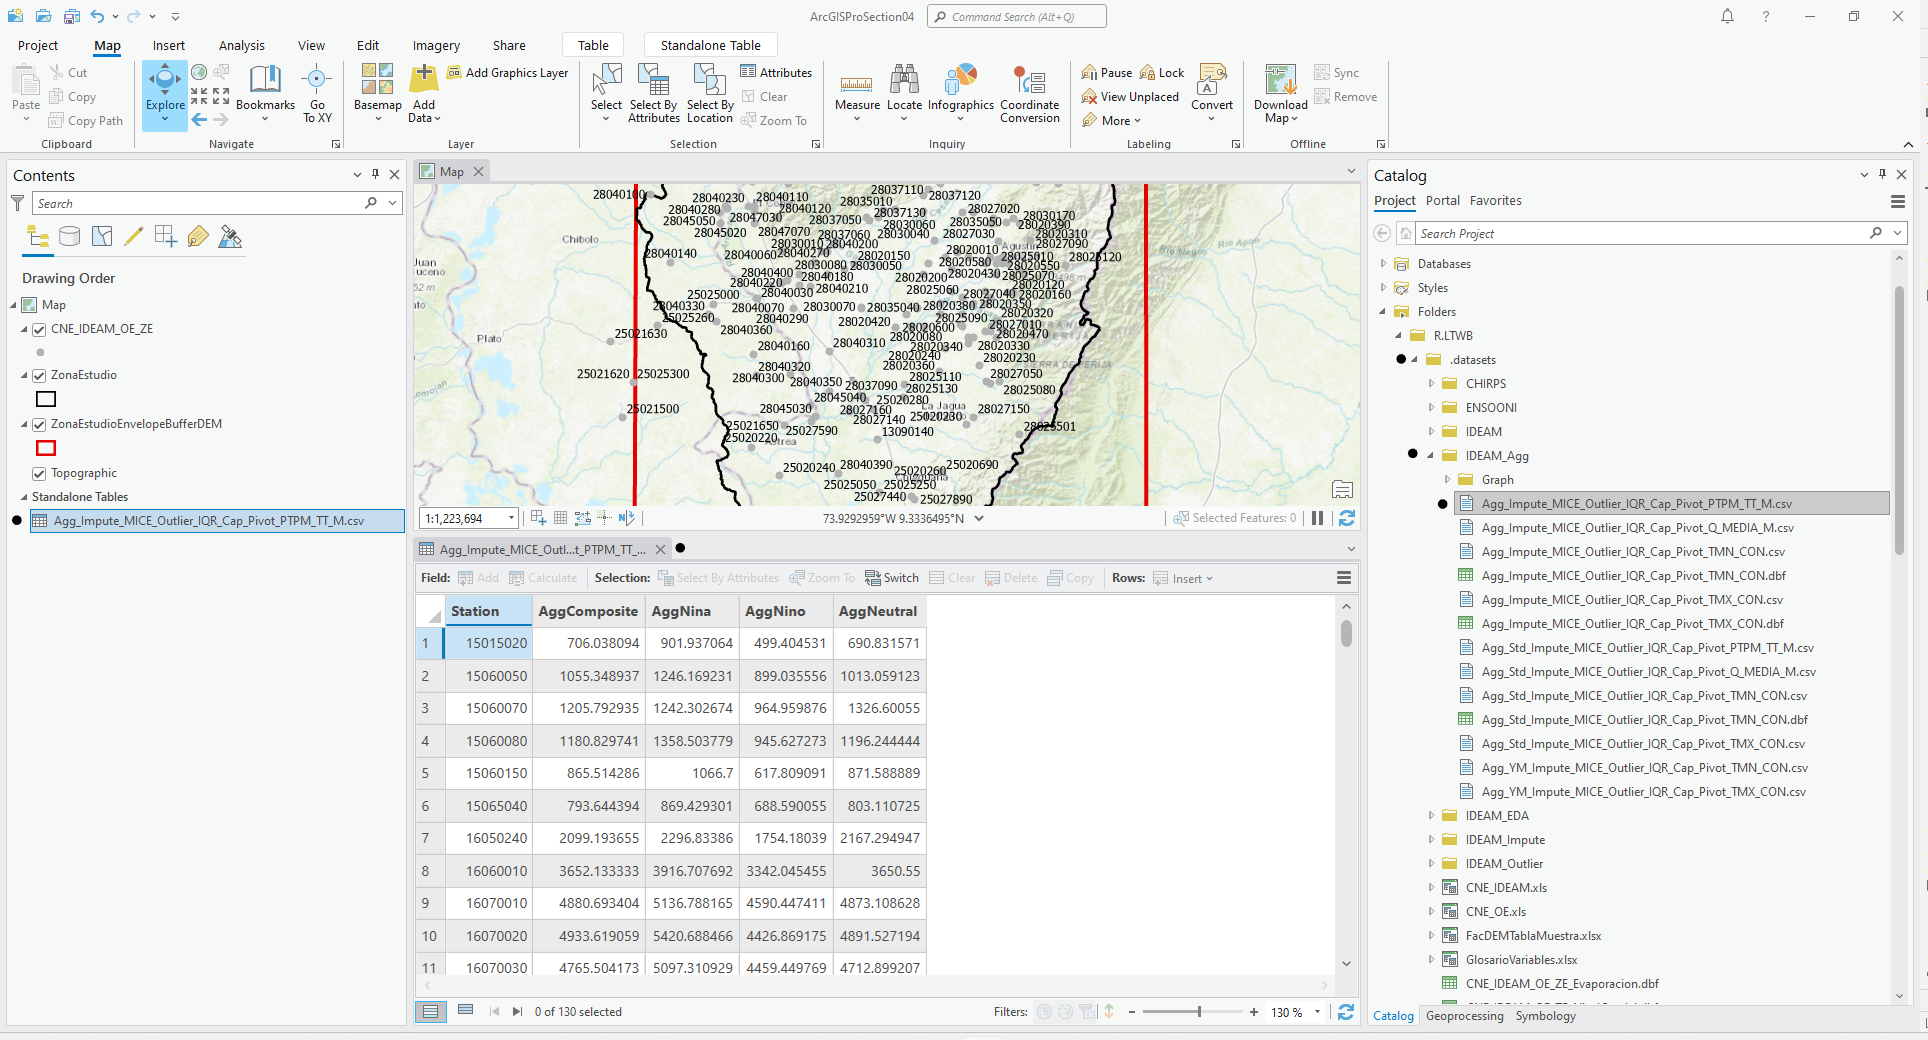 ArcGISProSection04
Command Search (Alt+Q)
Project Map Insert Analysis View Edit Imagery Share Table Standalone Table
Paste
Cut
Copy
Copy Path
Clipboard
Explore
Bookmarks
Go To XY
Navigate
Basemap
Add Data
Add Graphics Layer
Layer
Select
Select By Attributes
Select By Location
Attributes
Clear
Zoom To
Selection
Measure
Locate
Infographics
Coordinate Conversion
Inquiry
Pause
Lock
View Unplaced
More
Convert
Labeling
Download Map
Sync
Remove
Offline
Contents
Search
Drawing Order
Map
CNE_IDEAM_OE_ZE
ZonaEstudio
ZonaEstudioEnvelopeBufferDEM
Topographic
Standalone Tables
Agg_Impute_MICE_Outlier_IQR_Cap_Pivot_PTPM_TT_M.csv
Map
28040100 28040230 28040110 28037110 28037120
28040280 28040120 28035010 28027020
28045050 28047030 28037050 28037130 28035050 28030170
28045020 28047070 28037060 28030060 28027030 28020390
28030010 28040200 28030040 28020310
Chibolo
28040140 28040060 28040270 28020150 28020010 28027090
28030080 28030050 28020580 28025010 28025120
28040400 28040180 28020200 28020430 28020550
28040220 28040210 28025060 28025070
25025000 28040030 28027040 28020120
28040330 28040070 28030070 28035040 28020380 28020350 28020160
25025260 28040290 28020420 28025090 28020320
25021630 28040360 28020600 28027010
Plato
28040160 28040310 28020080 28020340 28020470
28020240 28020330
28040320 28020360 28020230
25021620 25025300 28040300 28040350 28037090 28025110 28027050
28045040 28025130 28025080
25021500 28045030 28027160 25020280 La Jagua
25021650 25027590 28027140 25020230 28027150
25020220 13090140 28025501
25020240 28040390 25020260 25020690
25025050 25025250
25027440 25027890
Rio Negro
Rio Apon
1:1,223,694
73.9292959°W 9.3336495°N
Selected Features: 0
Agg_Impute_MICE_Outl...t_PTPM_TT_...
Field: Add Calculate Selection: Select By Attributes Zoom To Switch Clear Delete Copy Rows: Insert
Station AggComposite AggNina AggNino AggNeutral
1 15015020 706.038094 901.937064 499.404531 690.831571
2 15060050 1055.348937 1246.169231 899.035556 1013.059123
3 15060070 1205.792935 1242.302674 964.959876 1326.60055
4 15060080 1180.829741 1358.503779 945.627273 1196.244444
5 15060150 865.514286 1066.7 617.809091 871.588889
6 15065040 793.644394 869.429301 688.590055 803.110725
7 16050240 2099.193655 2296.83386 1754.18039 2167.294947
8 16060010 3652.133333 3916.707692 3342.045455 3650.55
9 16070010 4880.693404 5136.788165 4590.447411 4873.108628
10 16070020 4933.619059 5420.688466 4426.869175 4891.527194
11 16070030 4765.504173 5097.310929 4459.449769 4712.899207
0 of 130 selected
Filters:
130 %
Catalog
Project Portal Favorites
Search Project
Databases
Styles
Folders
R.LTWB
.datasets
CHIRPS
ENSOONI
IDEAM
IDEAM_Agg
Graph
Agg_Impute_MICE_Outlier_IQR_Cap_Pivot_PTPM_TT_M.csv
Agg_Impute_MICE_Outlier_IQR_Cap_Pivot_Q_MEDIA_M.csv
Agg_Impute_MICE_Outlier_IQR_Cap_Pivot_TMN_CON.csv
Agg_Impute_MICE_Outlier_IQR_Cap_Pivot_TMN_CON.dbf
Agg_Impute_MICE_Outlier_IQR_Cap_Pivot_TMX_CON.csv
Agg_Impute_MICE_Outlier_IQR_Cap_Pivot_TMX_CON.dbf
Agg_Std_Impute_MICE_Outlier_IQR_Cap_Pivot_PTPM_TT_M.csv
Agg_Std_Impute_MICE_Outlier_IQR_Cap_Pivot_Q_MEDIA_M.csv
Agg_Std_Impute_MICE_Outlier_IQR_Cap_Pivot_TMN_CON.csv
Agg_Std_Impute_MICE_Outlier_IQR_Cap_Pivot_TMN_CON.dbf
Agg_Std_Impute_MICE_Outlier_IQR_Cap_Pivot_TMX_CON.csv
Agg_YM_Impute_MICE_Outlier_IQR_Cap_Pivot_TMN_CON.csv
Agg_YM_Impute_MICE_Outlier_IQR_Cap_Pivot_TMX_CON.csv
IDEAM_EDA
IDEAM_Impute
IDEAM_Outlier
CNE_IDEAM.xls
CNE_OE.xls
FacDEMTablaMuestra.xlsx
GlosarioVariables.xlsx
CNE_IDEAM_OE_ZE_Evaporacion.dbf
Catalog Geoprocessing Symbology